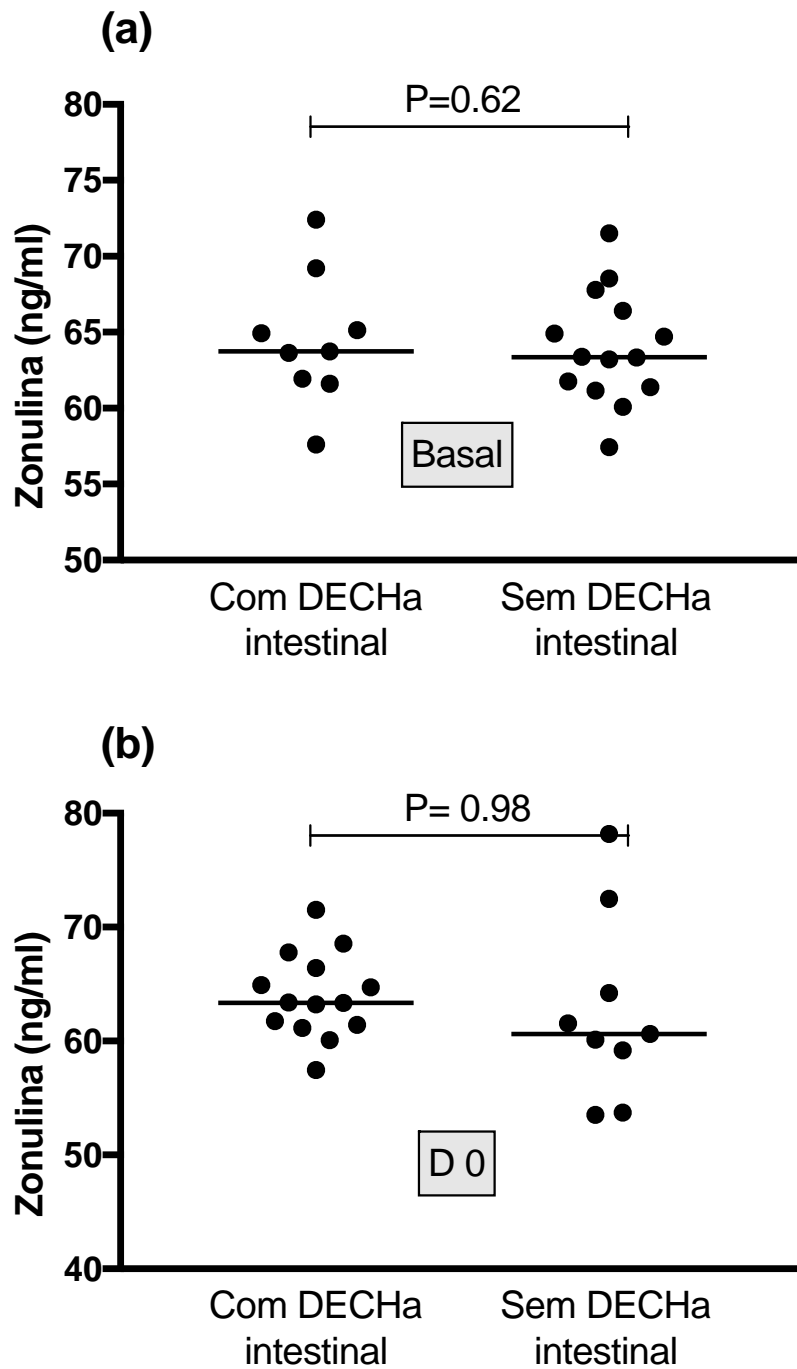 (a)
P=0.62
80
75
70
65
60
55
50
Zonulina (ng/ml)
Basal
Com DECHa
intestinal
Sem DECHa
intestinal
(b)
P= 0.98
80
70
60
50
40
Zonulina (ng/ml)
D 0
Com DECHa
intestinal
Sem DECHa
intestinal